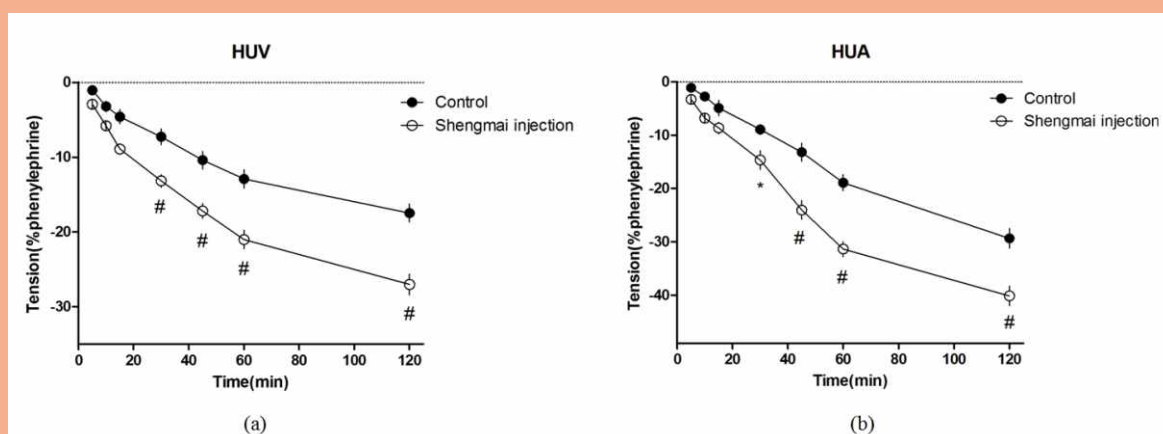 HUV
0
-10
-20
-30
Tension(%phenylephrine)
Control
Shengmai injection
#
#
#
#
0 20 40 60 80 100 120
Time(min)
(a)
HUA
0
-10
-20
-30
-40
Tension(%phenylephrine)
Control
Shengmai injection
*
#
#
#
0 20 40 60 80 100 120
Time(min)
(b)